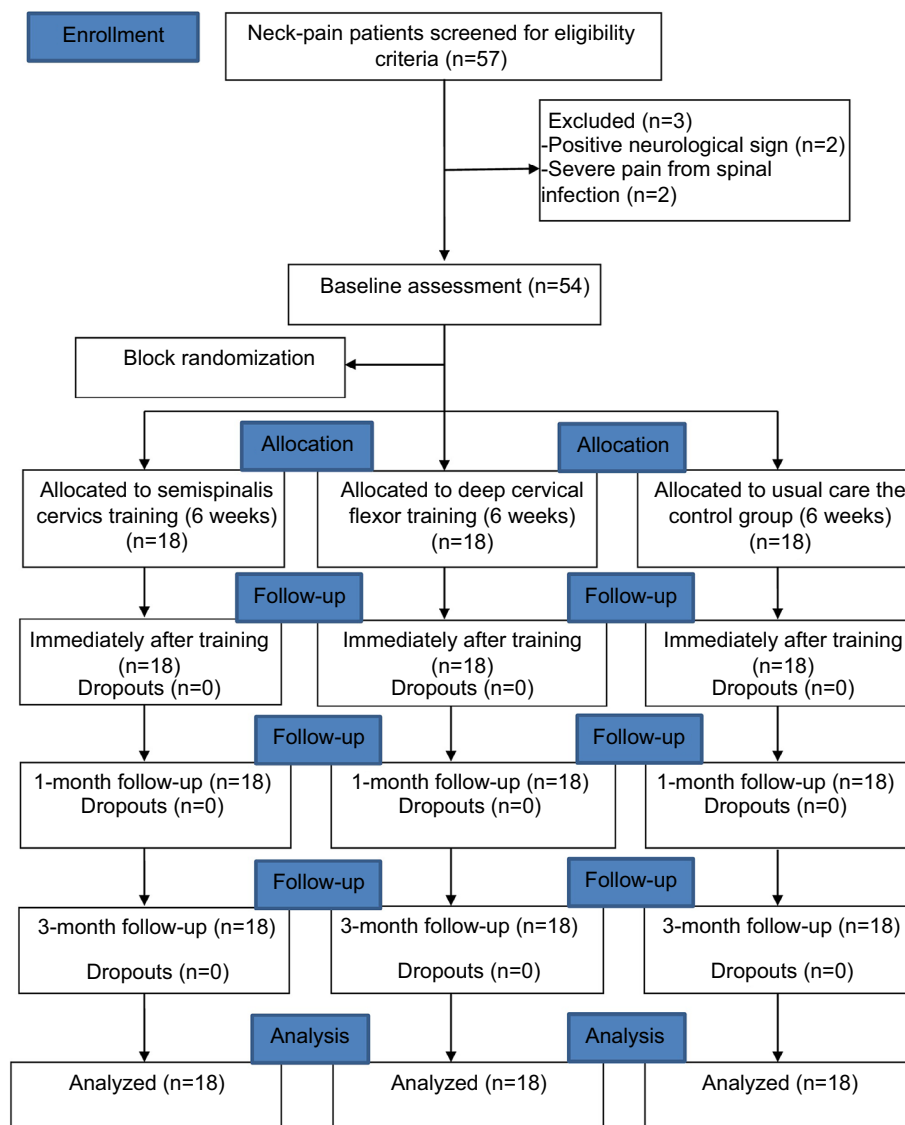 Enrollment
Neck-pain patients screened for eligibility
criteria (n=57)
Excluded (n=3)
-Positive neurological sign (n=2)
-Severe pain from spinal
infection (n=2)
Baseline assessment (n=54)
Block randomization
Allocation
Allocation
Allocated to semispinalis
cervics training (6 weeks)
(n=18)
Allocated to deep cervical
flexor training (6 weeks)
(n=18)
Allocated to usual care the
control group (6 weeks)
(n=18)
Follow-up
Follow-up
Immediately after training
(n=18)
Dropouts (n=0)
Immediately after training
(n=18)
Dropouts (n=0)
Immediately after training
(n=18)
Dropouts (n=0)
Follow-up
Follow-up
1-month follow-up (n=18)
Dropouts (n=0)
1-month follow-up (n=18)
Dropouts (n=0)
1-month follow-up (n=18)
Dropouts (n=0)
Follow-up
Follow-up
3-month follow-up (n=18)
Dropouts (n=0)
3-month follow-up (n=18)
Dropouts (n=0)
3-month follow-up (n=18)
Dropouts (n=0)
Analysis
Analysis
Analyzed (n=18)
Analyzed (n=18)
Analyzed (n=18)